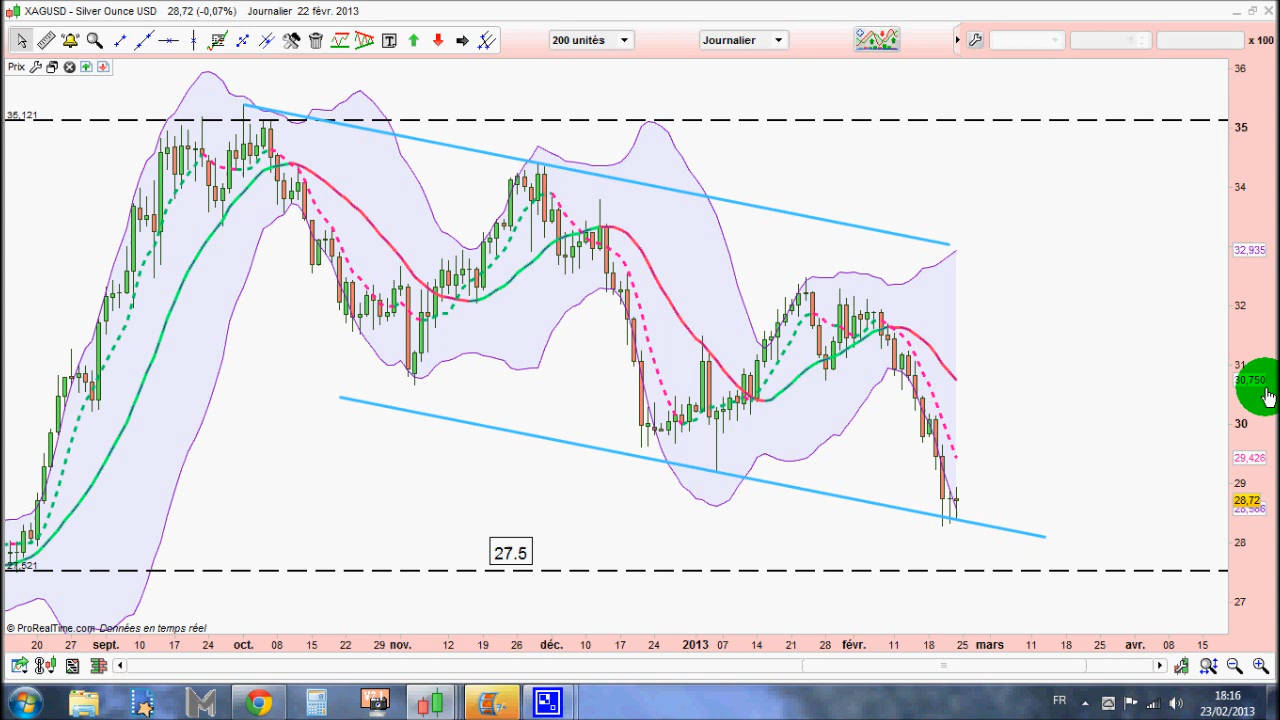 XAGUSD - Silver Ounce USD 28,72 (-0,07%) Journalier 22 févr. 2013
200 unités Journalier x 100
Prix
36
35,121
35
34
32,935
32
31
30,750
30
29,426
29
28,72
28
27.5
27
© ProRealTime.com Données en temps réel
20 sept. 10 17 24 oct. 08 15 22 29 nov. 12 19 26 déc. 10 17 24 2013 07 14 21 févr. 11 18 25 mars 11 18 25 avr. 08 15
FR 18:16
23/02/2013